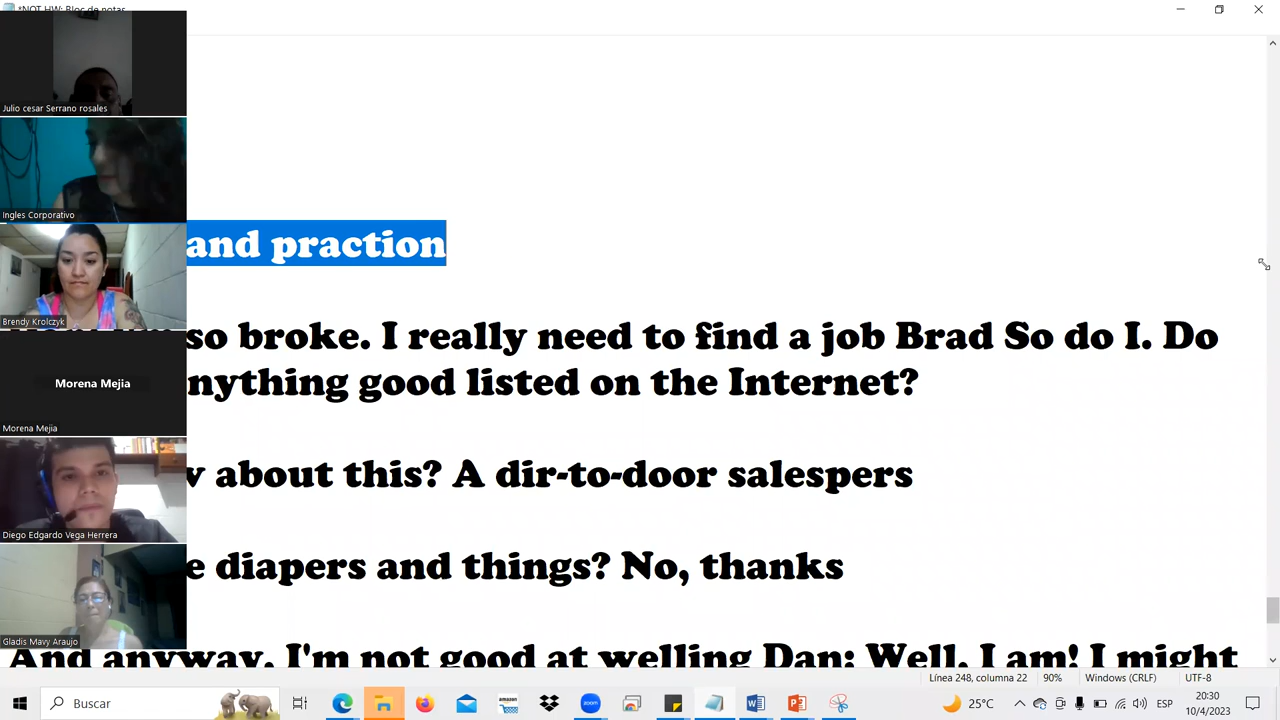 *NOT HW: Bloc de notas
Julio cesar Serrano rosales
Ingles Corporativo
Brendy Krolczyk
Morena Mejia
Morena Mejia
Diego Edgardo Vega Herrera
Gladis Mavy Araujo
and praction
so broke. I really need to find a job Brad So do I. Do
nything good listed on the Internet?
about this? A dir-to-door salespers
diapers and things? No, thanks
And anyway, I'm not good at welling Dan: Well, I am! I might
Línea 248, columna 22
90%
Windows (CRLF)
UTF-8
Buscar
amazon
zoom
25°C
ESP
20:30
10/4/2023